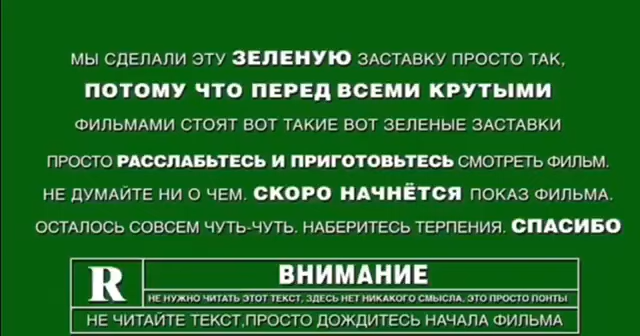 МЫ СДЕЛАЛИ ЭТУ ЗЕЛЕНУЮ ЗАСТАВКУ ПРОСТО ТАК,
ПОТОМУ ЧТО ПЕРЕД ВСЕМИ КРУТЫМИ
ФИЛЬМАМИ СТОЯТ ВОТ ТАКИЕ ВОТ ЗЕЛЕНЫЕ ЗАСТАВКИ
ПРОСТО РАССЛАБЬТЕСЬ И ПРИГОТОВЬТЕСЬ СМОТРЕТЬ ФИЛЬМ.
НЕ ДУМАЙТЕ НИ О ЧЕМ. СКОРО НАЧНЁТСЯ ПОКАЗ ФИЛЬМА.
ОСТАЛОСЬ СОВСЕМ ЧУТЬ-ЧУТЬ. НАБЕРИТЕСЬ ТЕРПЕНИЯ. СПАСИБО
R
ВНИМАНИЕ
НЕ НУЖНО ЧИТАТЬ ЭТОТ ТЕКСТ, ЗДЕСЬ НЕТ НИКАКОГО СМЫСЛА, ЭТО ПРОСТО ПОНТЫ
НЕ ЧИТАЙТЕ ТЕКСТ,ПРОСТО ДОЖДИТЕСЬ НАЧАЛА ФИЛЬМА